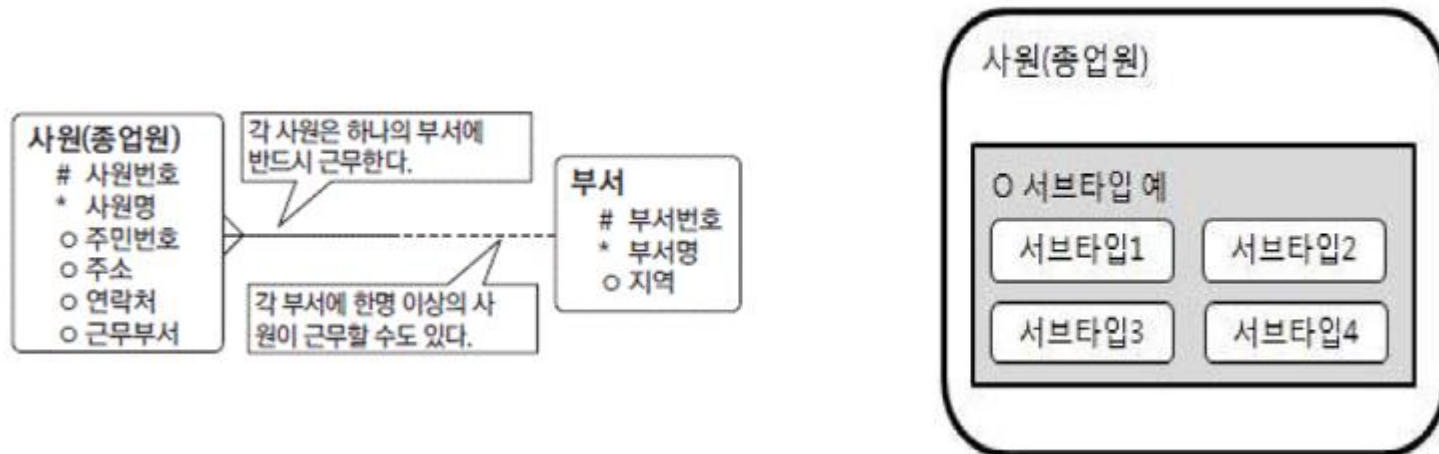 사원(종업원)
# 사원번호
* 사원명
o 주민번호
o 주소
o 연락처
o 근무부서
각 사원은 하나의 부서에
반드시 근무한다.
각 부서에 한명 이상의 사
원이 근무할 수도 있다.
부서
# 부서번호
* 부서명
o 지역
사원(종업원)
O 서브타입 예
서브타입1
서브타입2
서브타입3
서브타입4